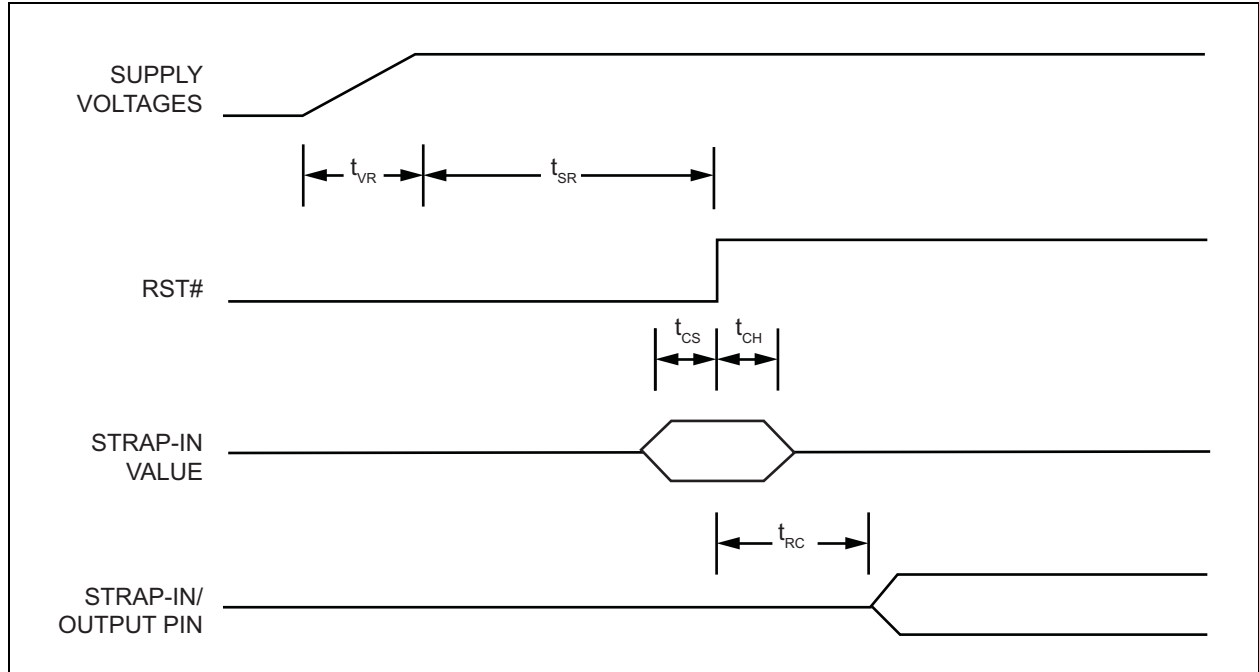 SUPPLY
VOLTAGES
tVR
tSR
RST#
tCS
tCH
STRAP-IN
VALUE
tRC
STRAP-IN/
OUTPUT PIN